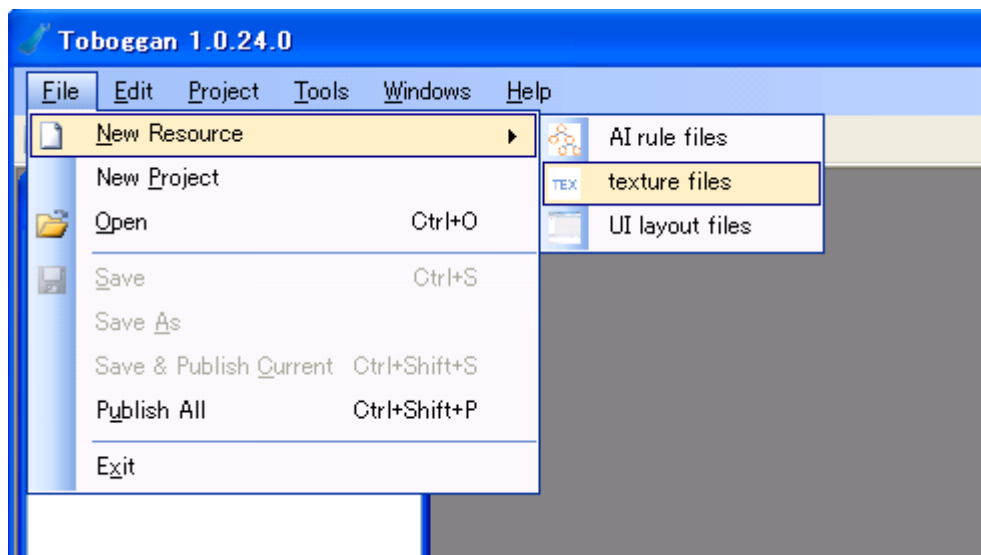 Toboggan 1.0.24.0
File Edit Project Tools Windows Help
New Resource
AI rule files
New Project
TEX texture files
Open Ctrl+O
UI layout files
Save Ctrl+S
Save As
Save & Publish Current Ctrl+Shift+S
Publish All Ctrl+Shift+P
Exit